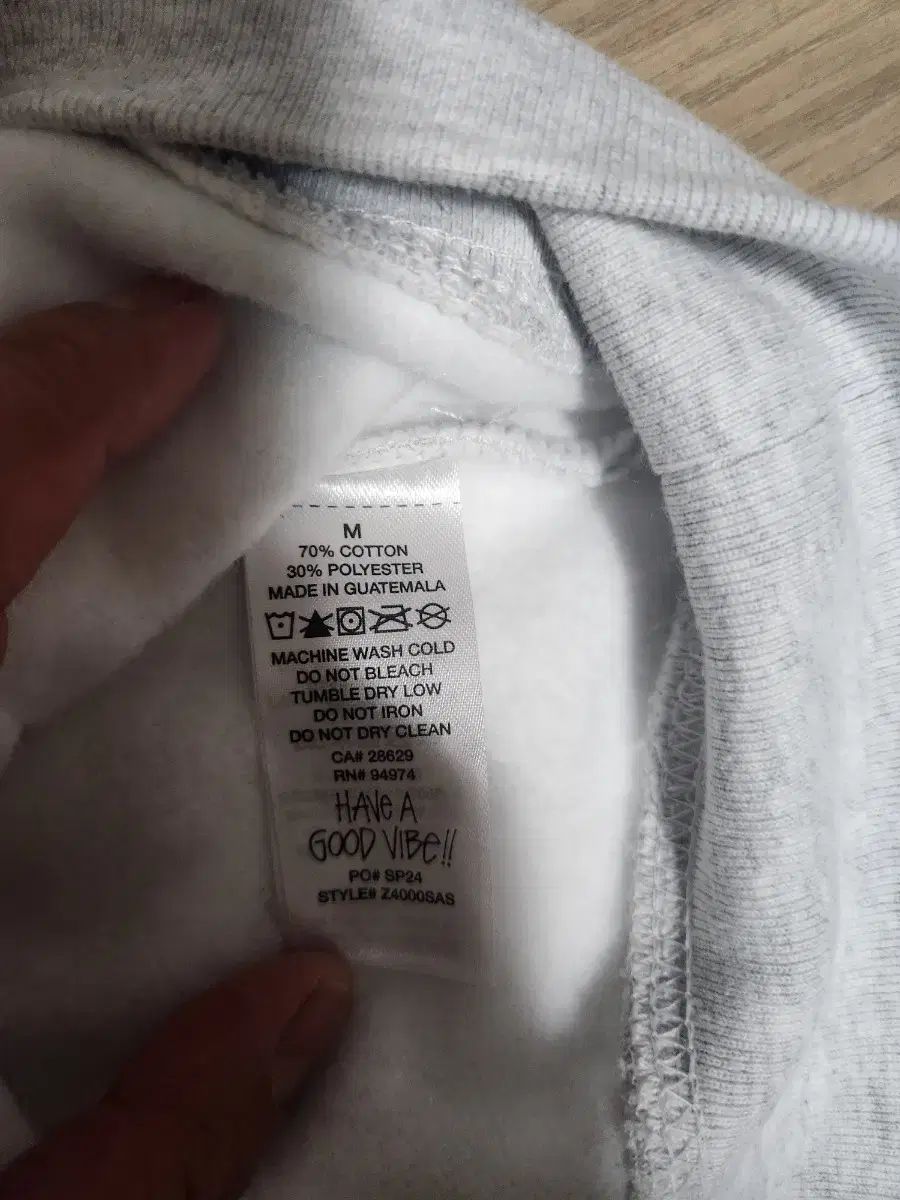 M
70% COTTON
30% POLYESTER
MADE IN GUATEMALA
MACHINE WASH COLD
DO NOT BLEACH
TUMBLE DRY LOW
DO NOT IRON
DO NOT DRY CLEAN
CA# 28629
RN# 94974
HAVE A
GOOD VIBE!!
PO# SP24
STYLE# Z4000SAS